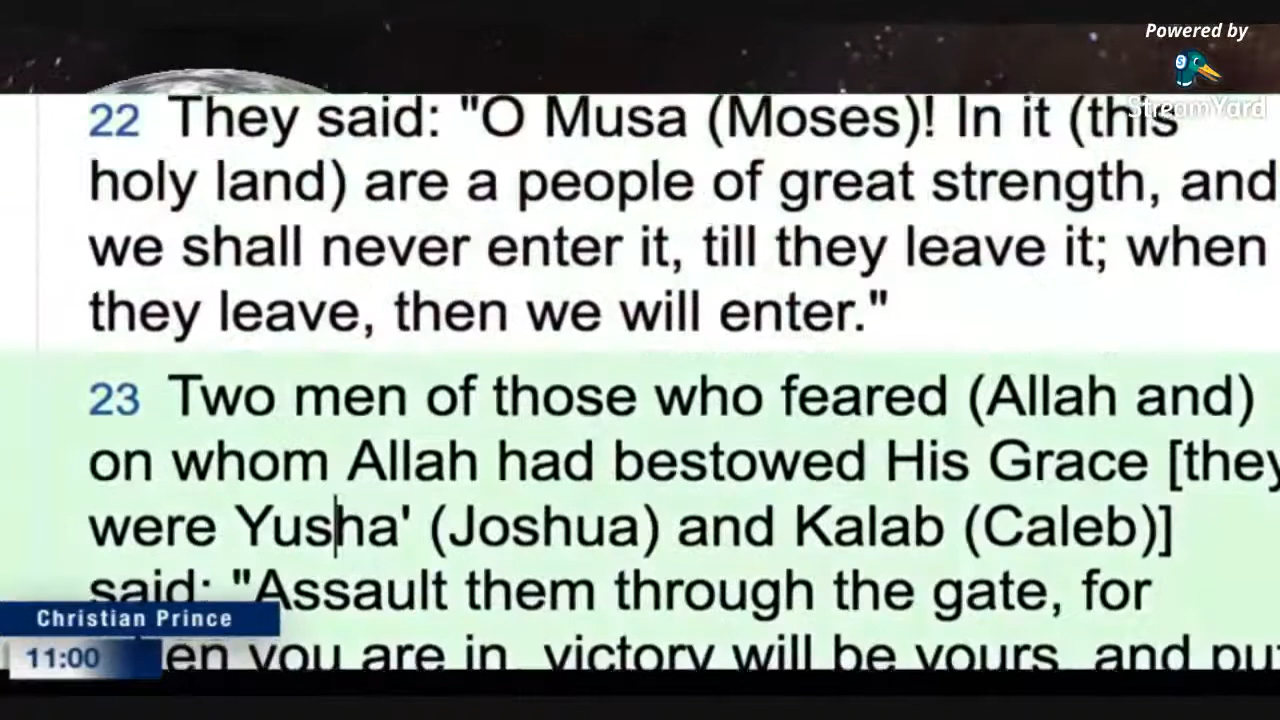 Powered by
StreamYard
22 They said: "O Musa (Moses)! In it (this
holy land) are a people of great strength, and
we shall never enter it, till they leave it; when
they leave, then we will enter."
23 Two men of those who feared (Allah and)
on whom Allah had bestowed His Grace [they
were Yusha' (Joshua) and Kalab (Caleb)]
said: "Assault them through the gate, for
Christian Prince
11:00
you are in, victory will be yours, and